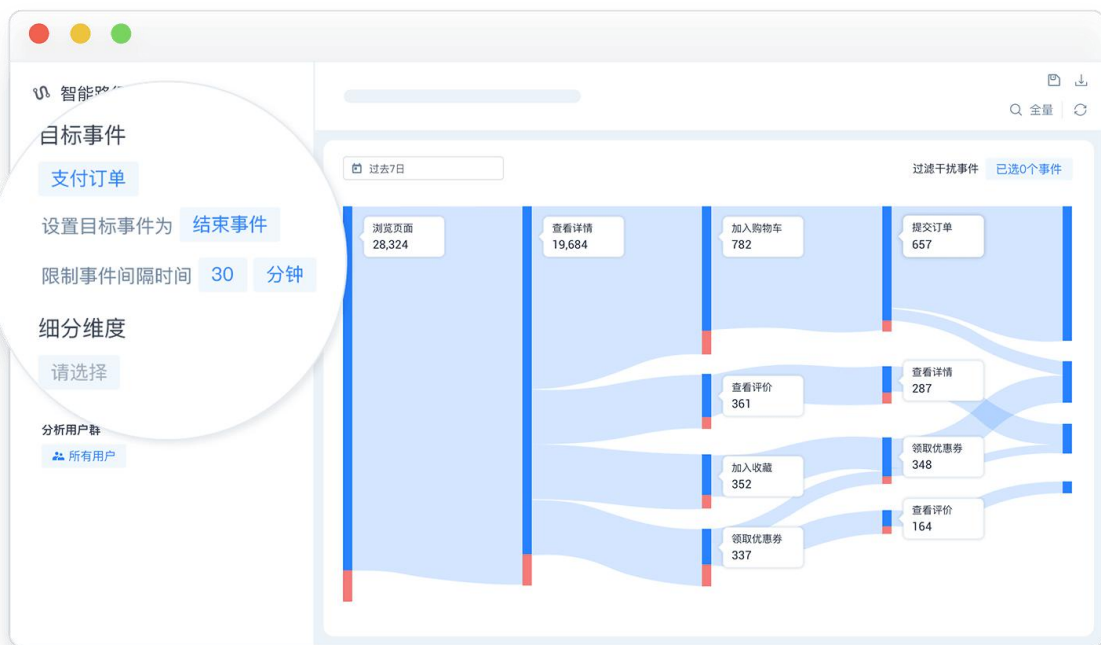 智能路
目标事件
支付订单
设置目标事件为 结束事件
限制事件间隔时间 30 分钟
细分维度
请选择
分析用户群
所有用户
全量
过去7日
过滤干扰事件 已选0个事件
浏览页面
28,324
查看详情
19,684
加入购物车
782
提交订单
657
查看评价
361
查看详情
287
加入收藏
352
领取优惠券
348
领取优惠券
337
查看评价
164